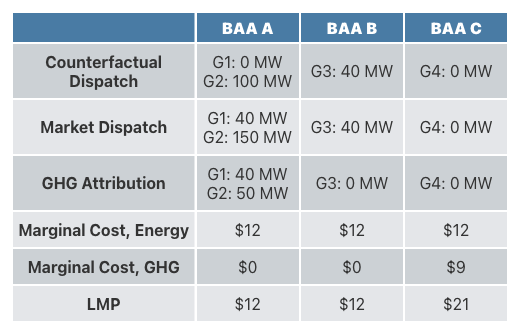 BAA A BAA B BAA C
Counterfactual Dispatch G1: 0 MW G2: 100 MW G3: 40 MW G4: 0 MW
Market Dispatch G1: 40 MW G2: 150 MW G3: 40 MW G4: 0 MW
GHG Attribution G1: 40 MW G2: 50 MW G3: 0 MW G4: 0 MW
Marginal Cost, Energy $12 $12 $12
Marginal Cost, GHG $0 $0 $9
LMP $12 $12 $21